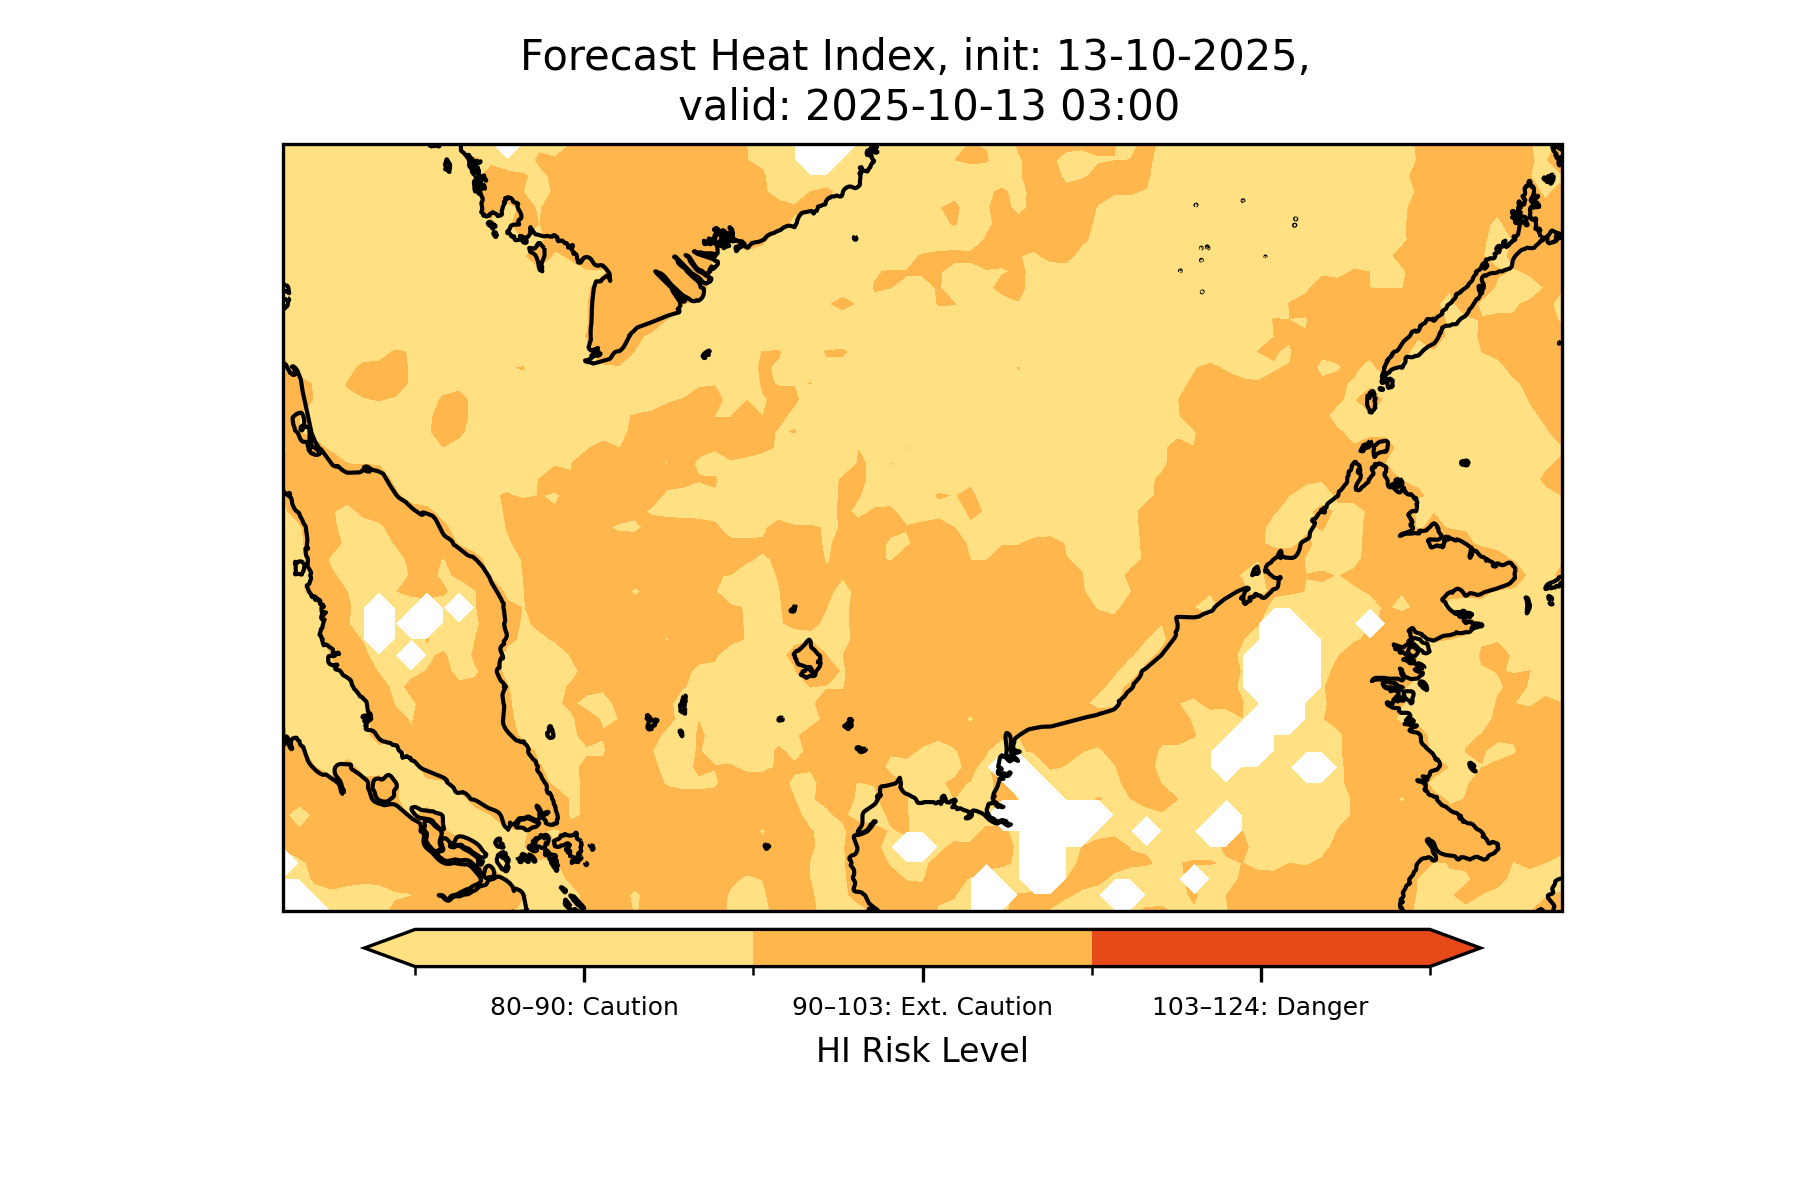 Forecast Heat Index, init: 13-10-2025,
valid: 2025-10-13 03:00
80–90: Caution
90–103: Ext. Caution
103–124: Danger
HI Risk Level